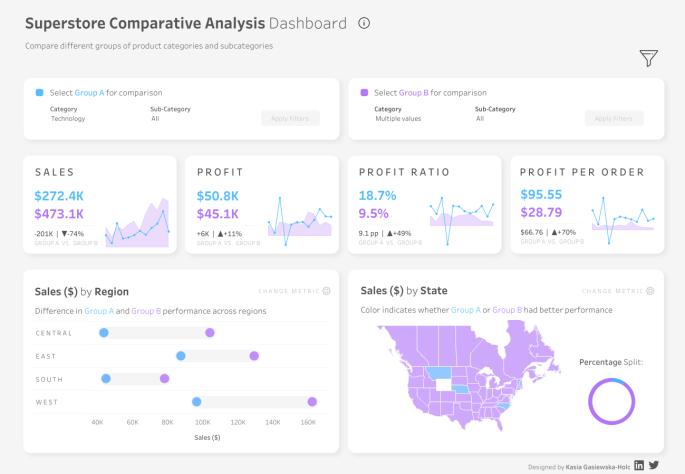 Superstore Comparative Analysis Dashboard
Compare different groups of product categories and subcategories
Select Group A for comparison
Category Sub-Category
Technology All
Apply Filters
Select Group B for comparison
Category Sub-Category
Multiple values All
Apply Filters
SALES
$272.4K
$473.1K
-201K | ▼-74%
GROUP A VS. GROUP B
PROFIT
$50.8K
$45.1K
+6K | ▲+11%
GROUP A VS. GROUP B
PROFIT RATIO
18.7%
9.5%
9.1 pp | ▲+49%
GROUP A VS. GROUP B
PROFIT PER ORDER
$95.55
$28.79
$66.76 | ▲+70%
GROUP A VS. GROUP B
Sales ($) by Region
CHANGE METRIC
Difference in Group A and Group B performance across regions
CENTRAL
EAST
SOUTH
WEST
40K 60K 80K 100K 120K 140K 160K
Sales ($)
Sales ($) by State
CHANGE METRIC
Color indicates whether Group A or Group B had better performance
Percentage Split:
Designed by Kasia Gasiewska-Holc
in